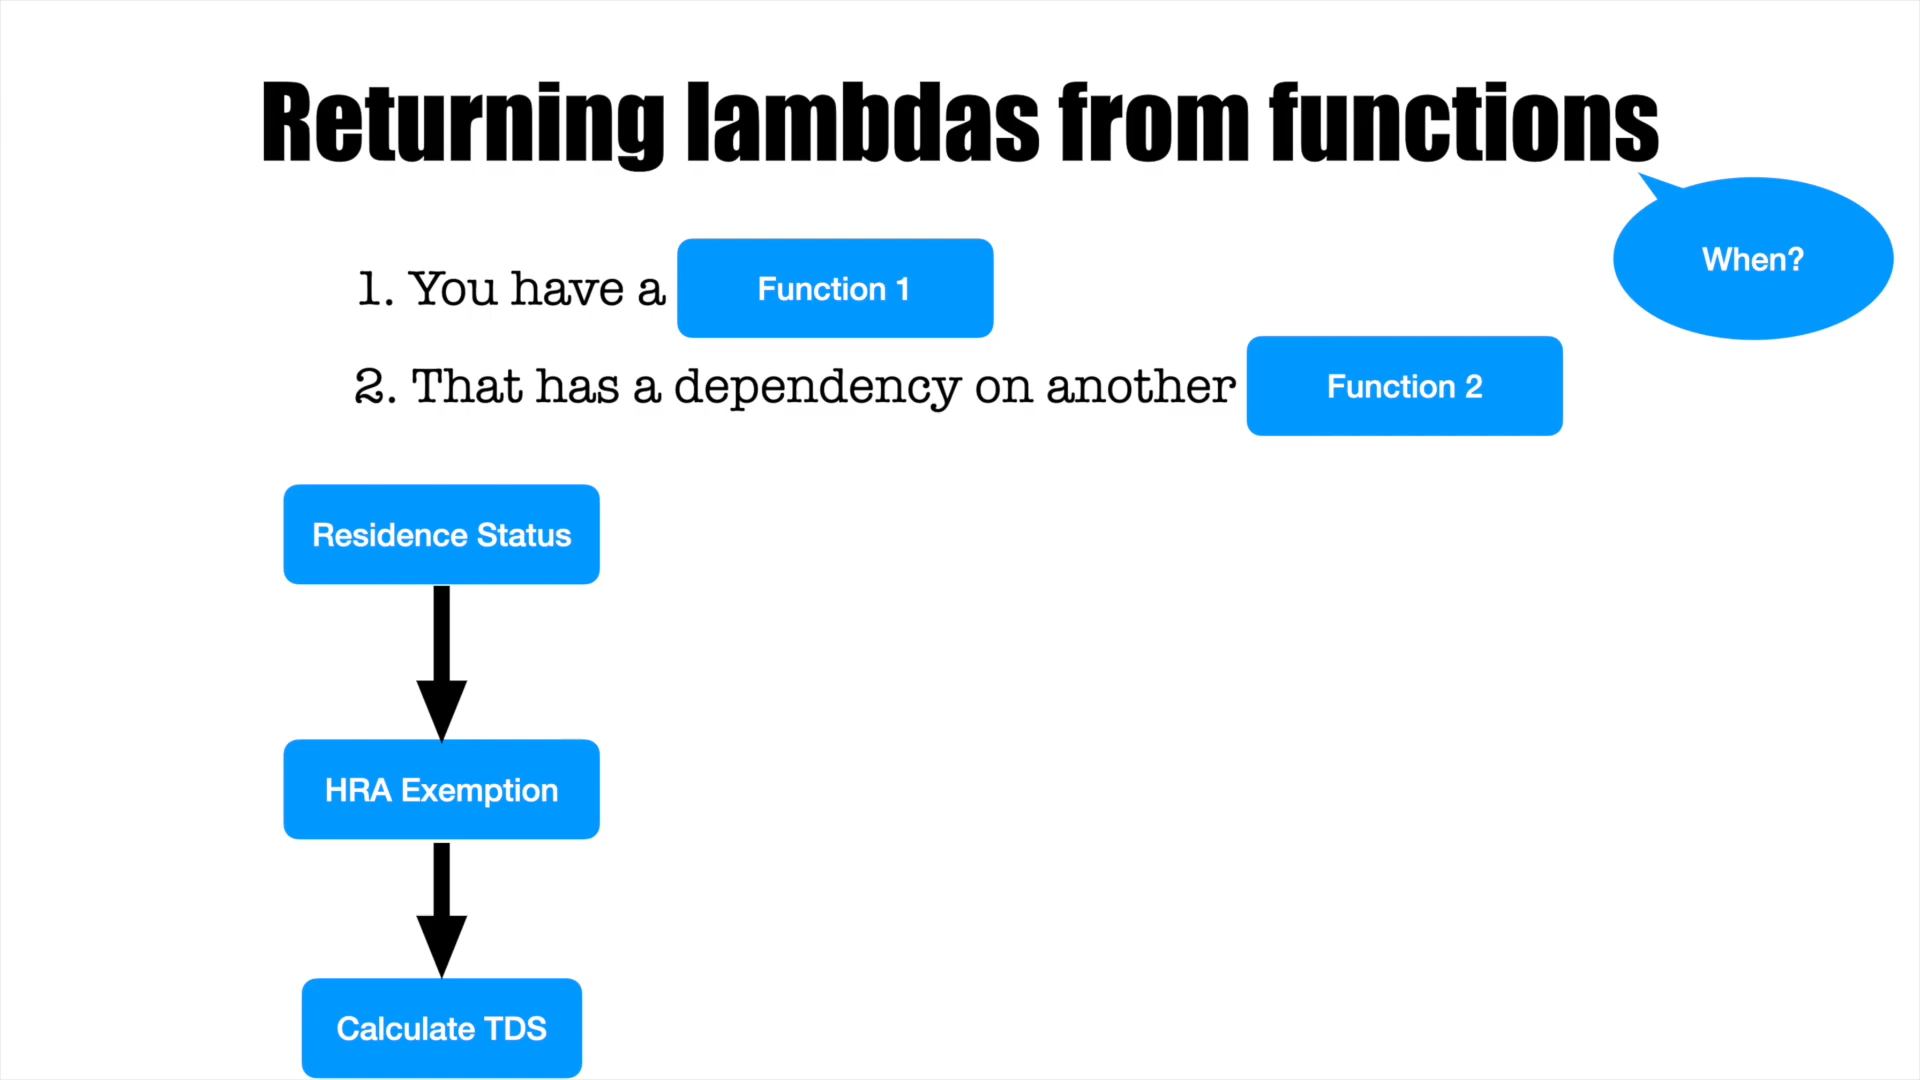 Returning lambdas from functions
When?
1. You have a Function 1
2. That has a dependency on another Function 2
Residence Status
HRA Exemption
Calculate TDS